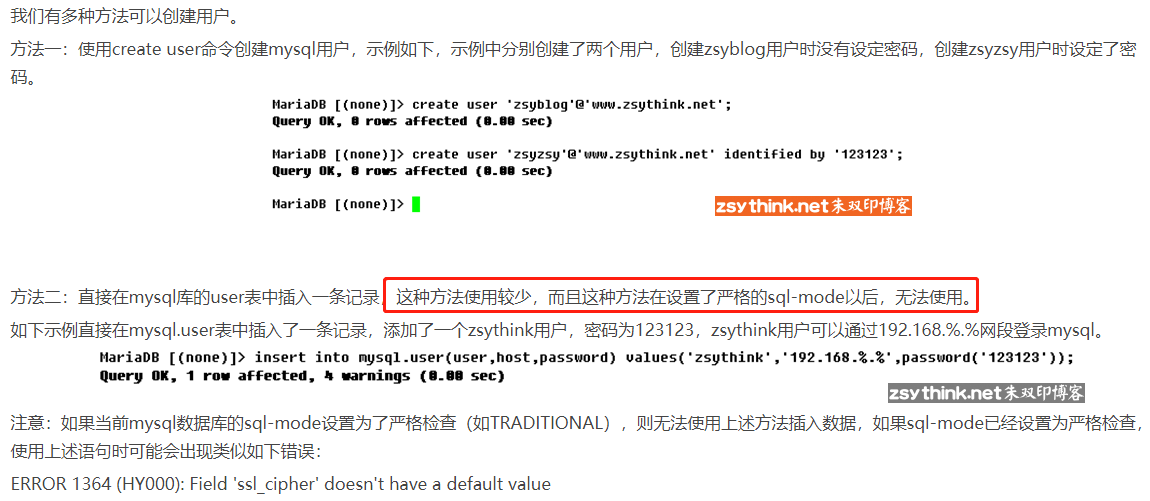 我们有多种方法可以创建用户。
方法一：使用create user命令创建mysql用户，示例如下，示例中分别创建了两个用户，创建zsyblog用户时没有设定密码，创建zsyzsy用户时设定了密
码。
MariaDB [(none)]> create user 'zsyblog'@'www.zsythink.net';
Query OK, 0 rows affected (0.00 sec)
MariaDB [(none)]> create user 'zsyzsy'@'www.zsythink.net' identified by '123123';
Query OK, 0 rows affected (0.00 sec)
MariaDB [(none)]>
zsythink.net朱双印博客
方法二：直接在mysql库的user表中插入一条记录，这种方法使用较少，而且这种方法在设置了严格的sql-mode以后，无法使用。
如下示例直接在mysql.user表中插入了一条记录，添加了一个zsythink用户，密码为123123，zsythink用户可以通过192.168.%.%网段登录mysql。
MariaDB [(none)]> insert into mysql.user(user,host,password) values('zsythink','192.168.%.%',password('123123'));
Query OK, 1 row affected, 4 warnings (0.00 sec)
zsythink.net朱双印博客
注意：如果当前mysql数据库的sql-mode设置为了严格检查（如TRADITIONAL），则无法使用上述方法插入数据，如果sql-mode已经设置为严格检查，
使用上述语句时可能会出现类似如下错误：
ERROR 1364 (HY000): Field 'ssl_cipher' doesn't have a default value